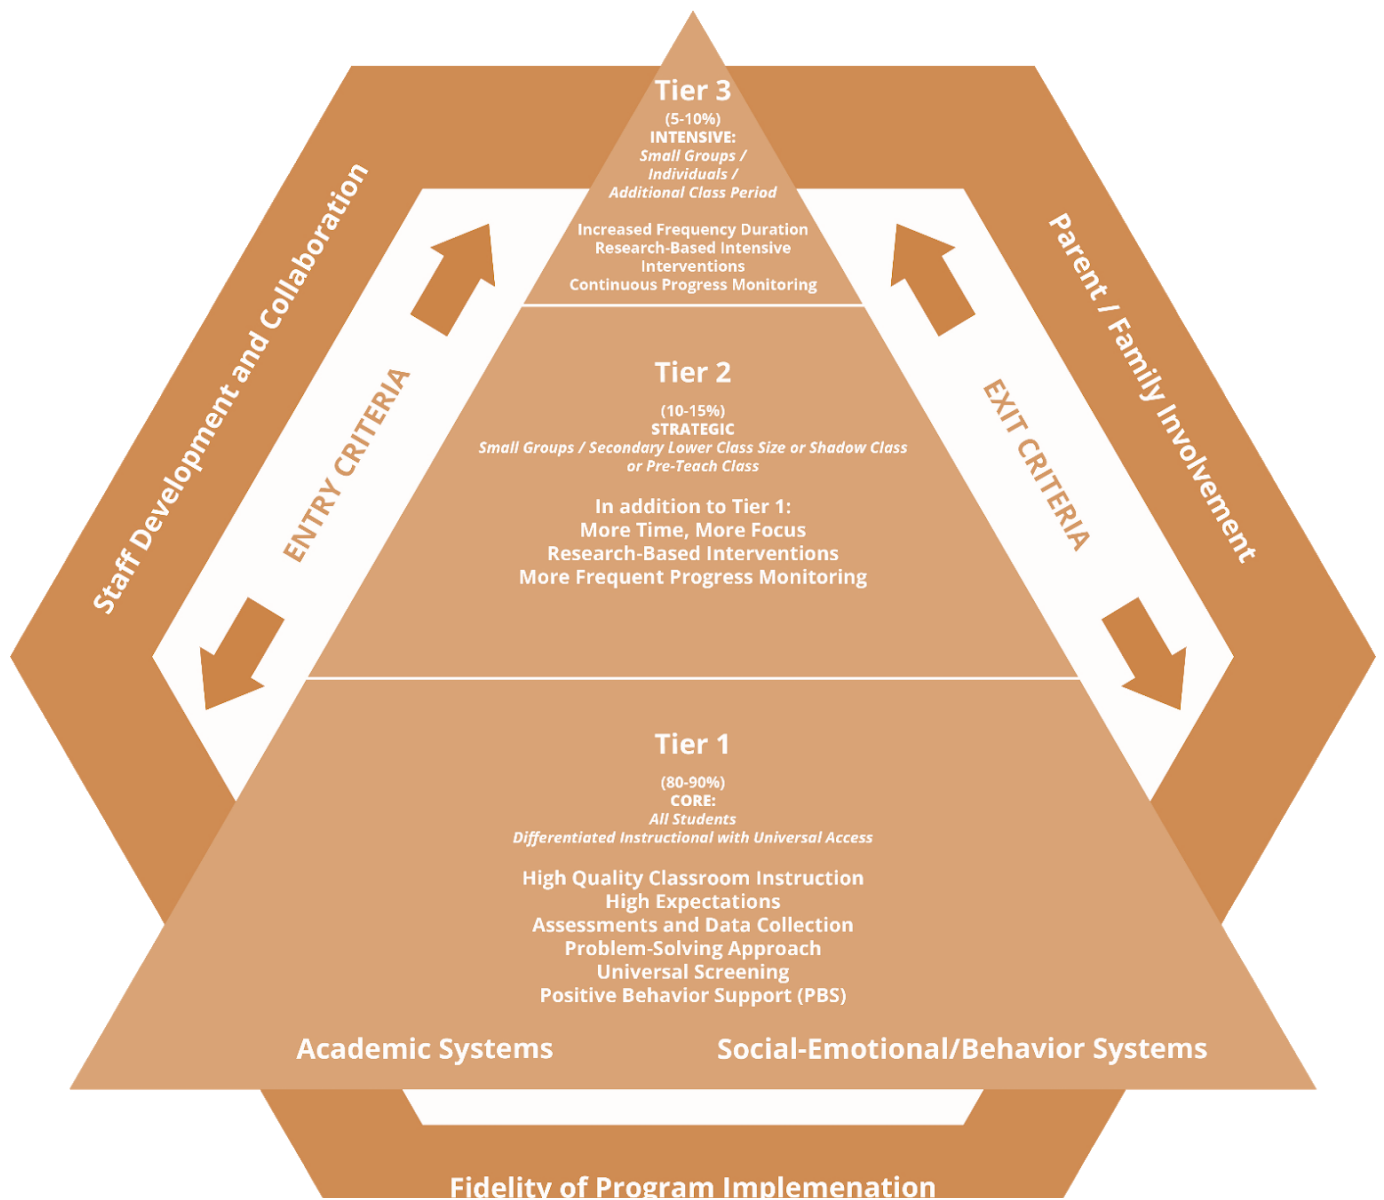 Tier 3
(5-10%)
INTENSIVE:
Small Groups /
Individuals /
Additional Class Period
Increased Frequency Duration
Research-Based Intensive
Interventions
Continuous Progress Monitoring
Staff Development and Collaboration
ENTRY CRITERIA
EXIT CRITERIA
Parent / Family Involvement
Tier 2
(10-15%)
STRATEGIC
Small Groups / Secondary Lower Class Size or Shadow Class
or Pre-Teach Class
In addition to Tier 1:
More Time, More Focus
Research-Based Interventions
More Frequent Progress Monitoring
Tier 1
(80-90%)
CORE:
All Students
Differentiated Instructional with Universal Access
High Quality Classroom Instruction
High Expectations
Assessments and Data Collection
Problem-Solving Approach
Universal Screening
Positive Behavior Support (PBS)
Academic Systems
Social-Emotional/Behavior Systems
Fidelity of Program Implemenation